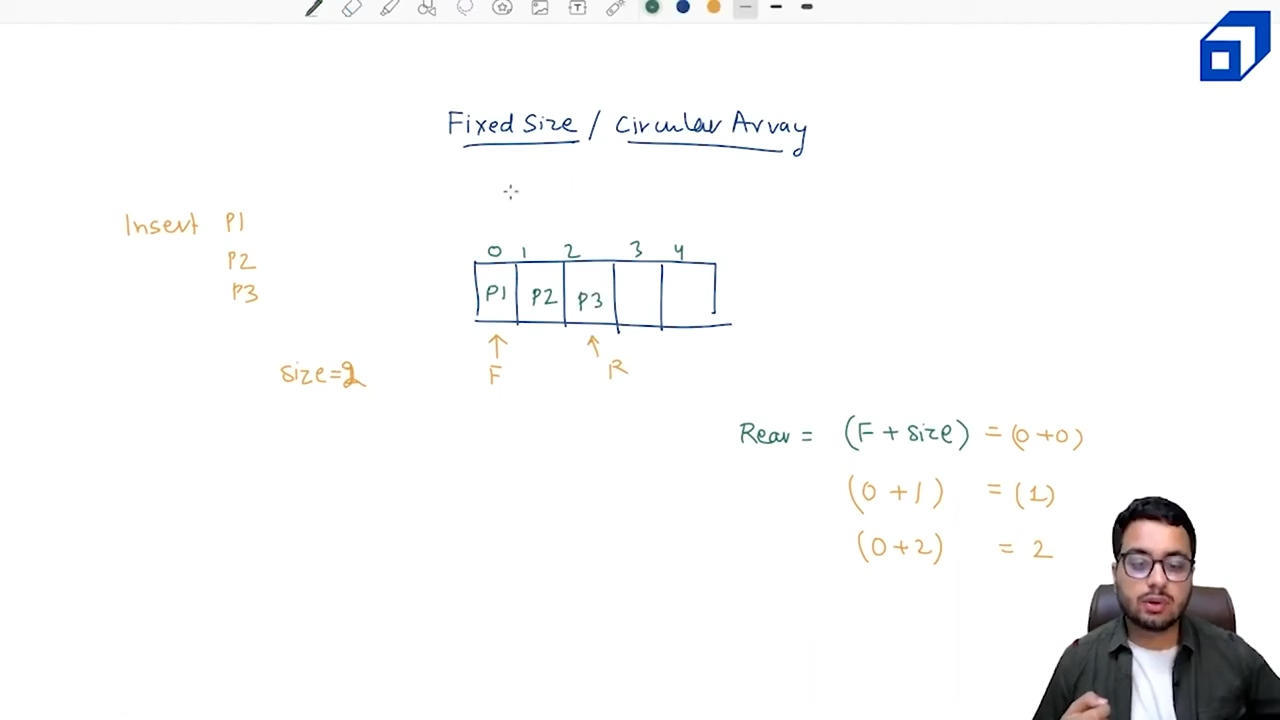 Fixed Size / Circular Array
Insert P1
P2
P3
0 1 2 3 4
P1 P2 P3
F R
size=2
Rear = (F + size) = (0+0)
(0+1) = (1)
(0+2) = 2